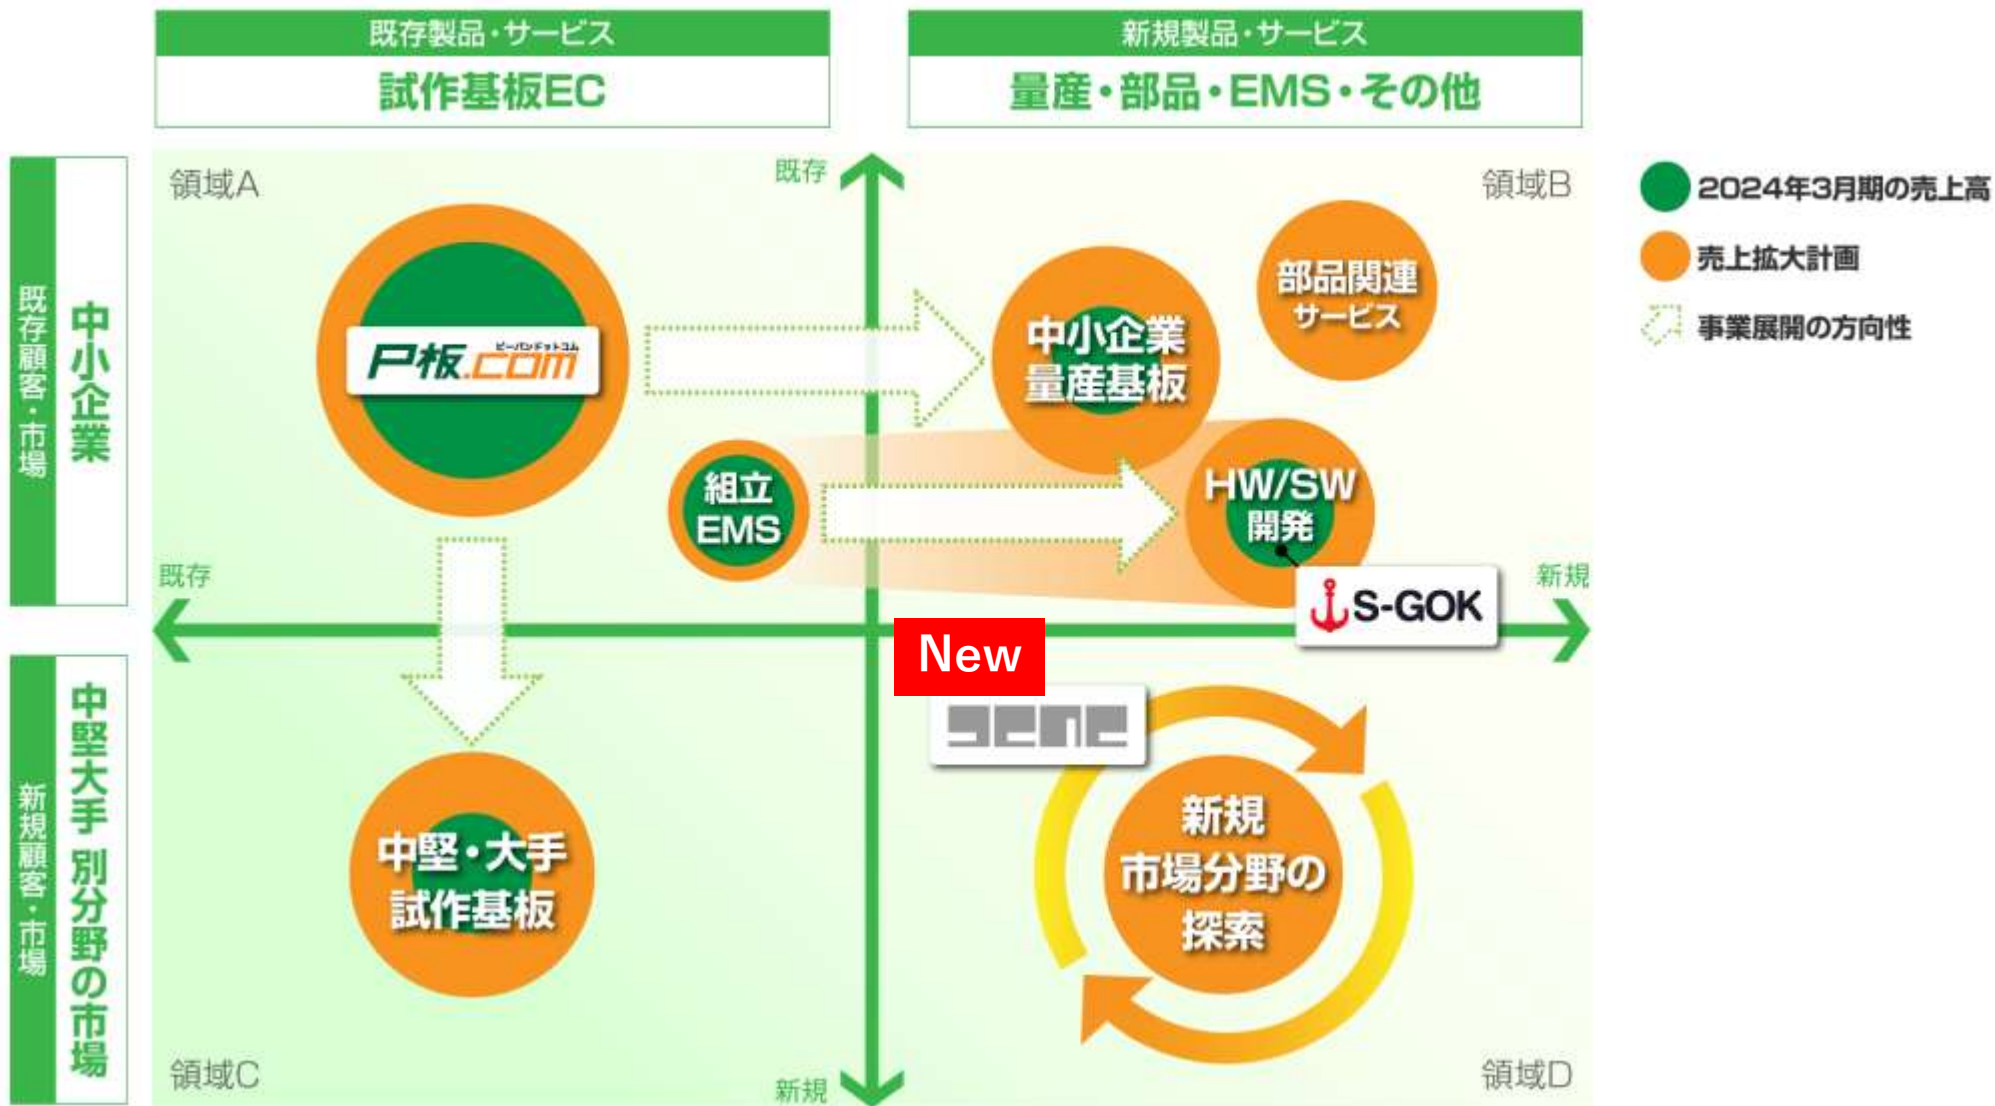 既存製品・サービス
試作基板EC
新規製品・サービス
量産・部品・EMS・その他
既存顧客・市場
中小企業
新規顧客・市場
中堅大手 別分野の市場
領域A
既存
領域B
P板.com
ピーバンドットコム
中小企業
量産基板
部品関連
サービス
組立
EMS
HW/SW
開発
S-GOK
既存
新規
New
中堅・大手
試作基板
新規
市場分野の
探索
領域C
新規
領域D
2024年3月期の売上高
売上拡大計画
事業展開の方向性